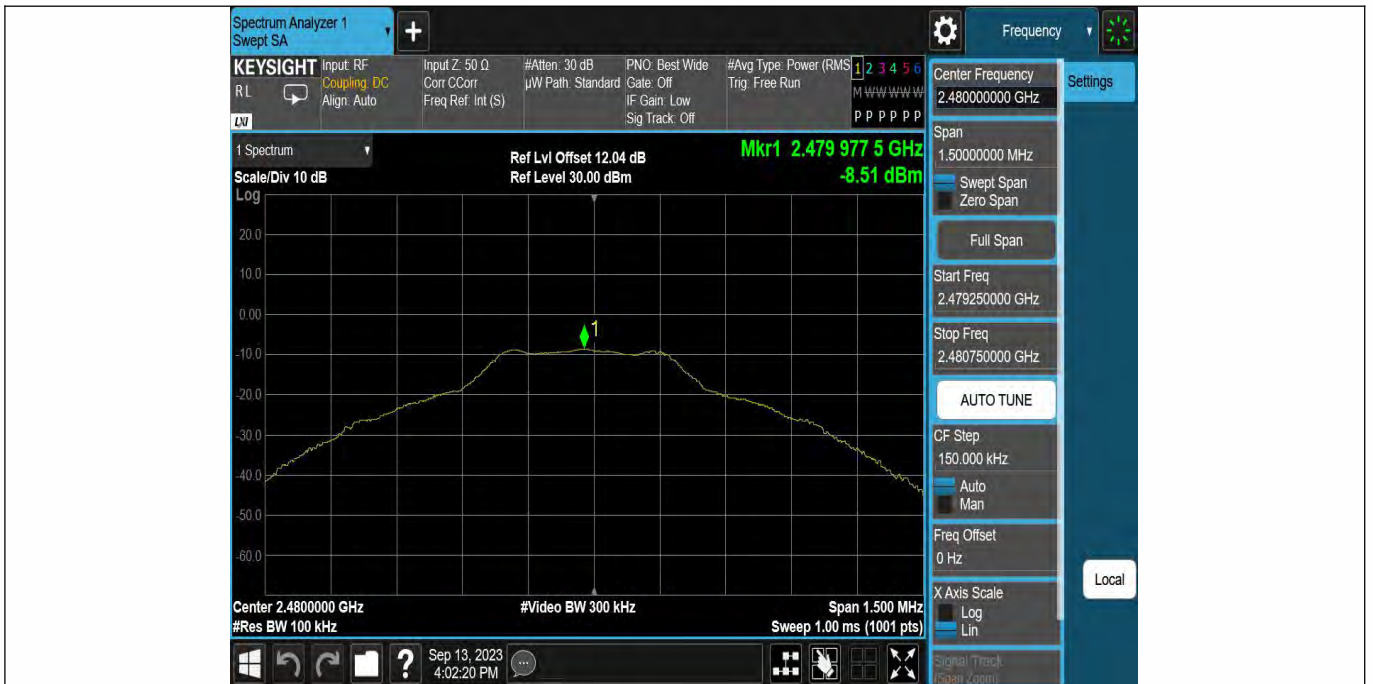 Spectrum Analyzer 1
Swept SA
Frequency
KEYSIGHT
R L
LXI
Input: RF
Coupling: DC
Align: Auto
Input Z: 50 Ω
Corr CCorr
Freq Ref: Int (S)
#Atten: 30 dB
µW Path: Standard
PNO: Best Wide
Gate: Off
IF Gain: Low
Sig Track: Off
#Avg Type: Power (RMS
Trig: Free Run
1 2 3 4 5 6
M W W W W W
P P P P P P
1 Spectrum
Scale/Div 10 dB
Log
Ref Lvl Offset 12.04 dB
Ref Level 30.00 dBm
Mkr1 2.479 977 5 GHz
-8.51 dBm
20.0
10.0
0.00
-10.0
-20.0
-30.0
-40.0
-50.0
-60.0
1
Center 2.4800000 GHz
#Res BW 100 kHz
#Video BW 300 kHz
Span 1.500 MHz
Sweep 1.00 ms (1001 pts)
Center Frequency
2.480000000 GHz
Settings
Span
1.50000000 MHz
Swept Span
Zero Span
Full Span
Start Freq
2.479250000 GHz
Stop Freq
2.480750000 GHz
AUTO TUNE
CF Step
150.000 kHz
Auto
Man
Freq Offset
0 Hz
X Axis Scale
Log
Lin
Signal Track
(Span Zoom)
Local
?
Sep 13, 2023
4:02:20 PM